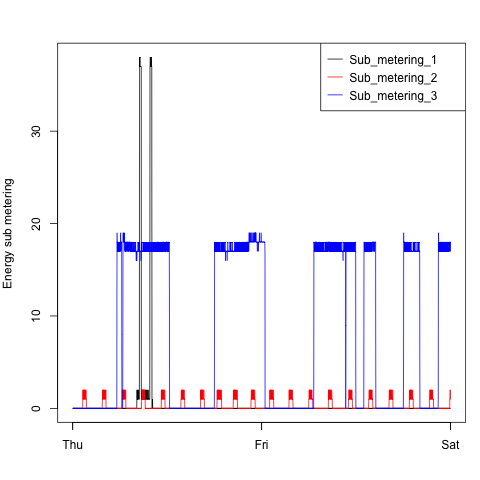 Sub_metering_1
Sub_metering_2
Sub_metering_3
Energy sub metering
30
20
10
0
Thu Fri Sat